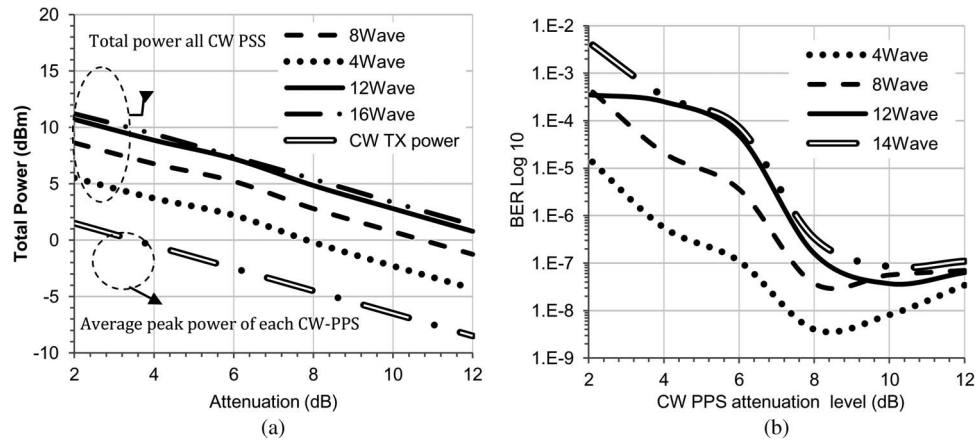 20
15
10
5
0
-5
-10
2
4
6
8
10
12
Total Power (dBm)
Attenuation (dB)
Total power all CW PSS
8Wave
4Wave
12Wave
16Wave
CW TX power
Average peak power of each CW-PPS
(a)
1.E-2
1.E-3
1.E-4
1.E-5
1.E-6
1.E-7
1.E-8
1.E-9
2
4
6
8
10
12
BER Log 10
CW PPS attenuation level (dB)
4Wave
8Wave
12Wave
14Wave
(b)